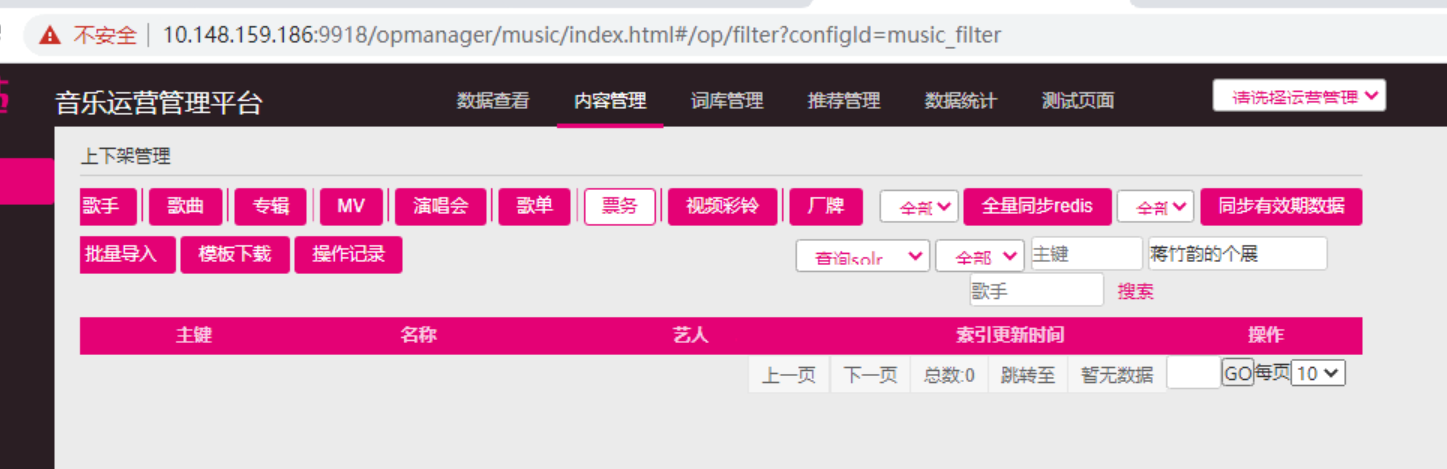 不安全 | 10.148.159.186:9918/opmanager/music/index.html#/op/filter?configId=music_filter
音乐运营管理平台 数据查看 内容管理 词库管理 推荐管理 数据统计 测试页面 请选择运营管理
上下架管理
歌手 歌曲 专辑 MV 演唱会 歌单 票务 视频彩铃 厂牌 全部 全量同步redis 全部 同步有效期数据
批量导入 模板下载 操作记录 查询solr 全部 主键 蒋竹韵的个展
歌手 搜索
主键 名称 艺人 索引更新时间 操作
上一页 下一页 总数:0 跳转至 暂无数据 GO 每页 10